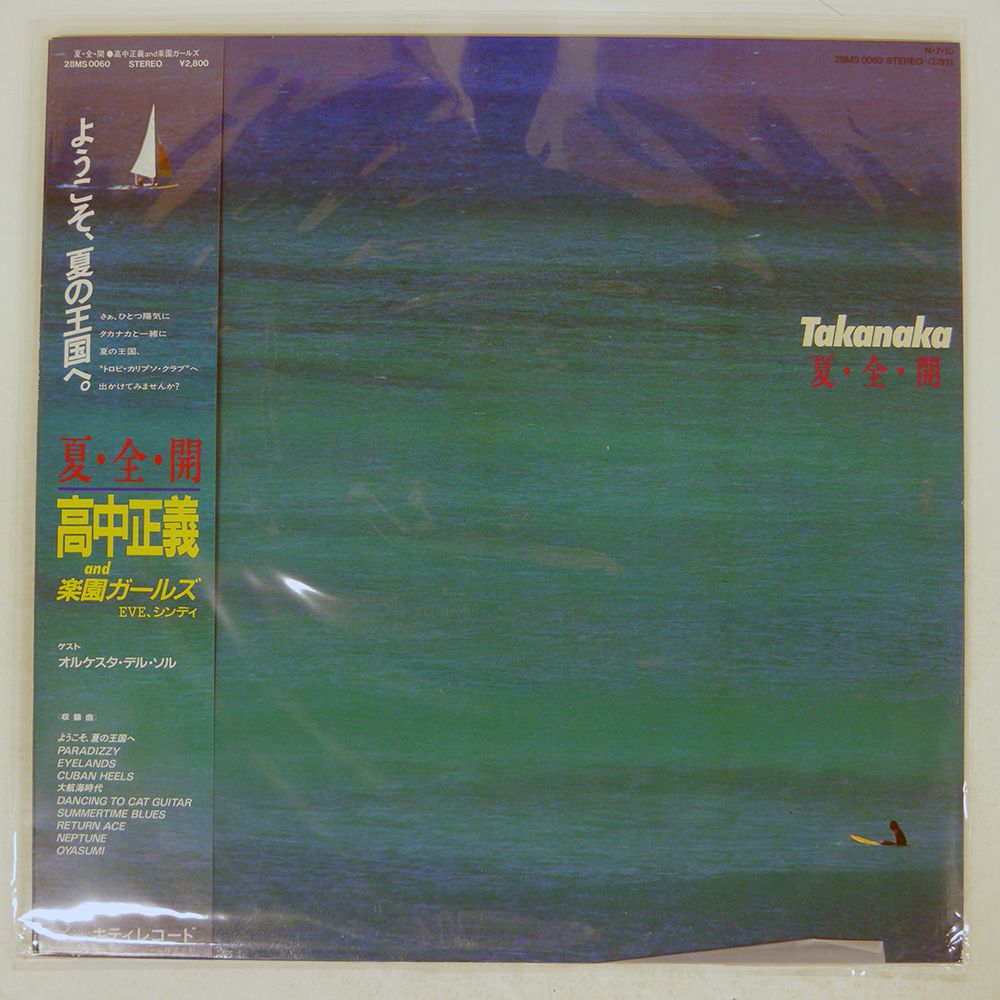 夏・全・開●高中正義and楽園ガールズ
28MS0060 STEREO ¥2,800
ようこそ、夏の王国へ。
さぁ、ひとつ陽気に
タカナカと一緒に
夏の王国、
"トロピ・カリプソ・クラブ"へ
出かけてみませんか?
夏・全・開
高中正義
and
楽園ガールズ
EVE、シンディ
ゲスト
オルケスタ・デル・ソル
〈収録曲〉
ようこそ、夏の王国へ
PARADIZZY
EYELANDS
CUBAN HEELS
大航海時代
DANCING TO CAT GUITAR
SUMMERTIME BLUES
RETURN ACE
NEPTUNE
OYASUMI
キティレコード
N・7・10
28MS 0060 STEREO
Takanaka
夏・全・開